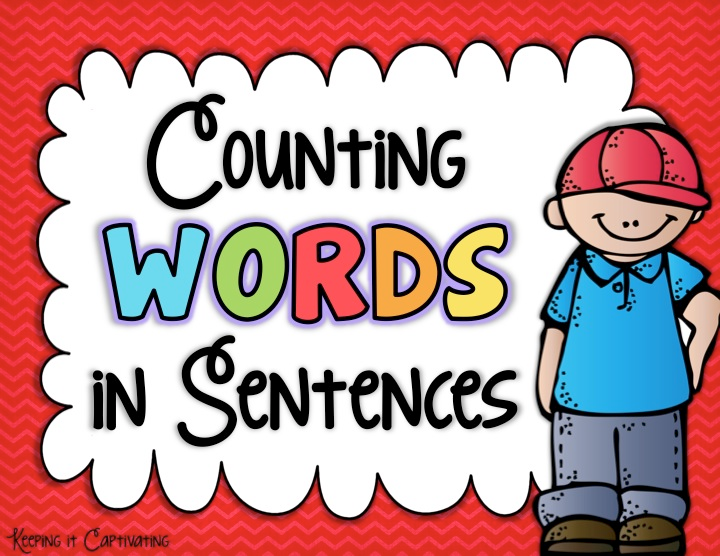 Counting
WORDS
in Sentences
Keeping it Captivating